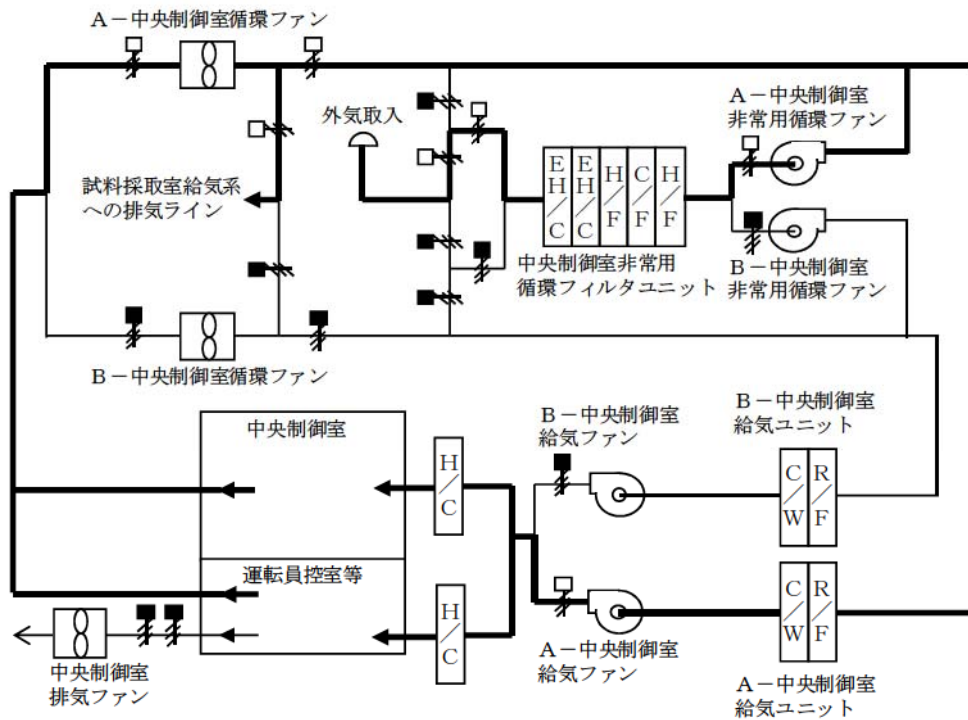 A-中央制御室循環ファン
外気取入
A-中央制御室
非常用循環ファン
試料採取室給気系
への排気ライン
EH/C
EH/C
H/F
C/F
H/F
中央制御室非常用
循環フィルタユニット
B-中央制御室
非常用循環ファン
B-中央制御室循環ファン
中央制御室
H/C
B-中央制御室
給気ファン
B-中央制御室
給気ユニット
C/W
R/F
運転員控室等
H/C
A-中央制御室
給気ファン
C/W
R/F
A-中央制御室
給気ユニット
中央制御室
排気ファン